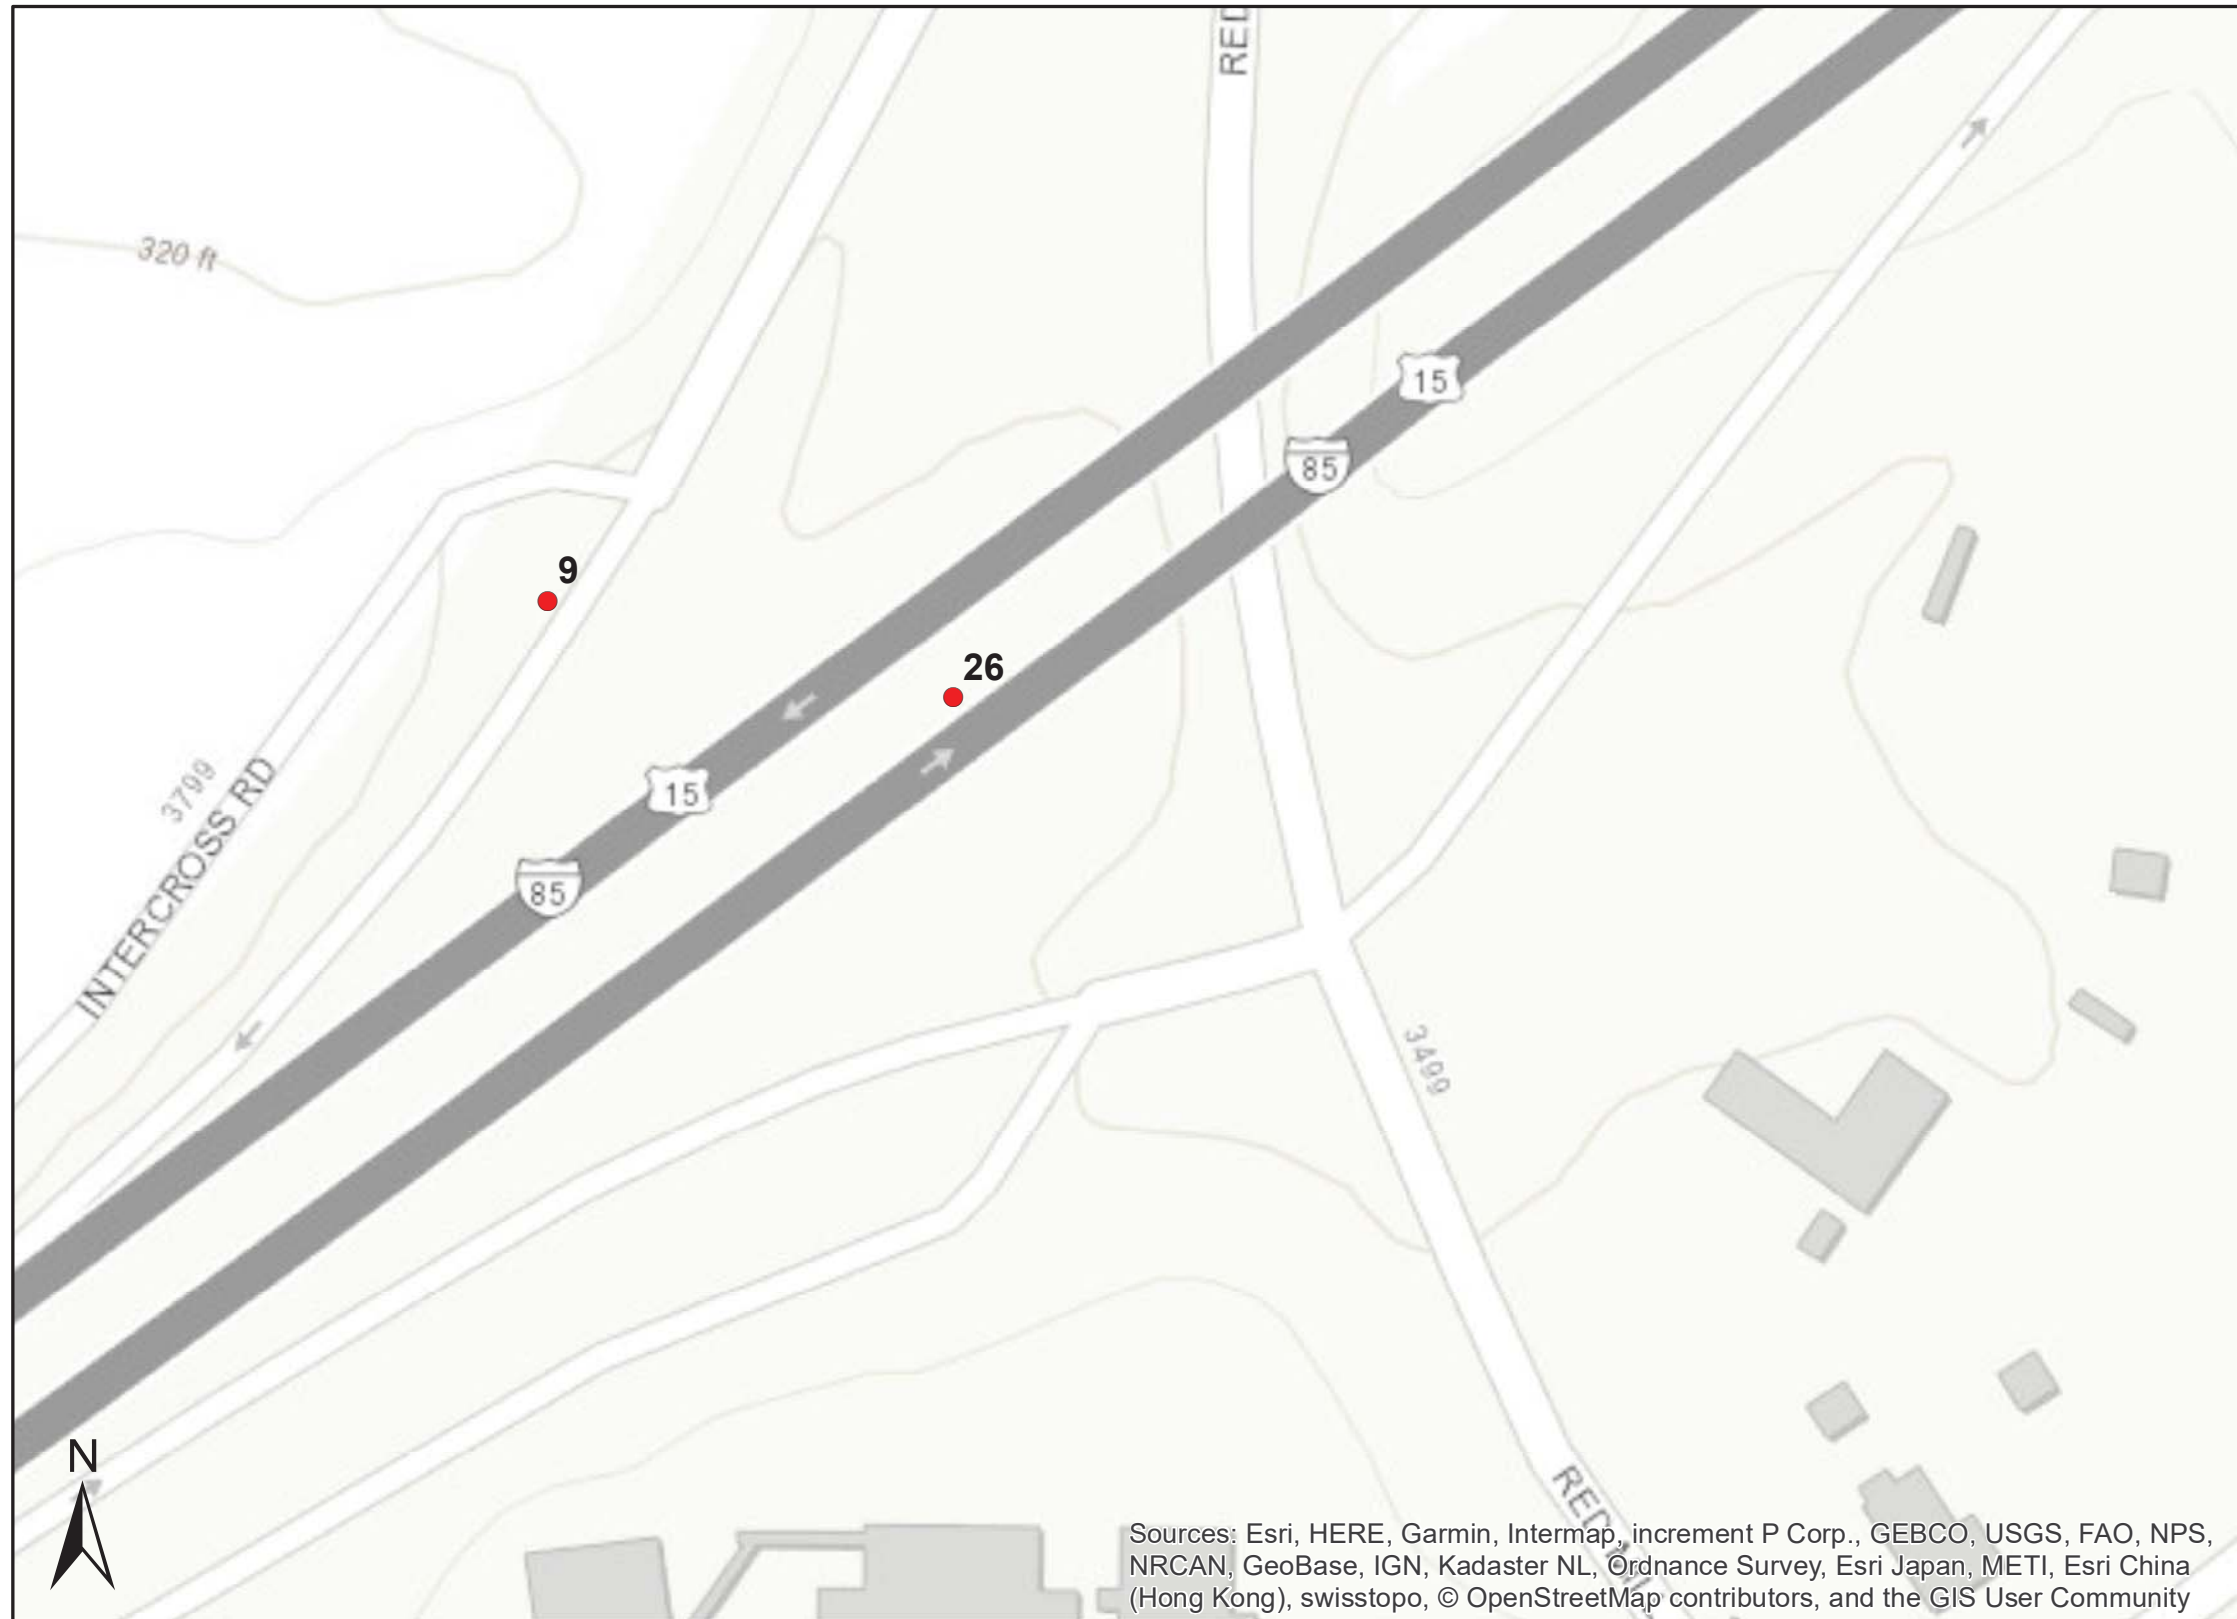 RED
320 ft
15
85
9
26
3799
INTERCROSS RD
15
85
3499
N
RED MIL
Sources: Esri, HERE, Garmin, Intermap, increment P Corp., GEBCO, USGS, FAO, NPS,
NRCAN, GeoBase, IGN, Kadaster NL, Ordnance Survey, Esri Japan, METI, Esri China
(Hong Kong), swisstopo, © OpenStreetMap contributors, and the GIS User Community